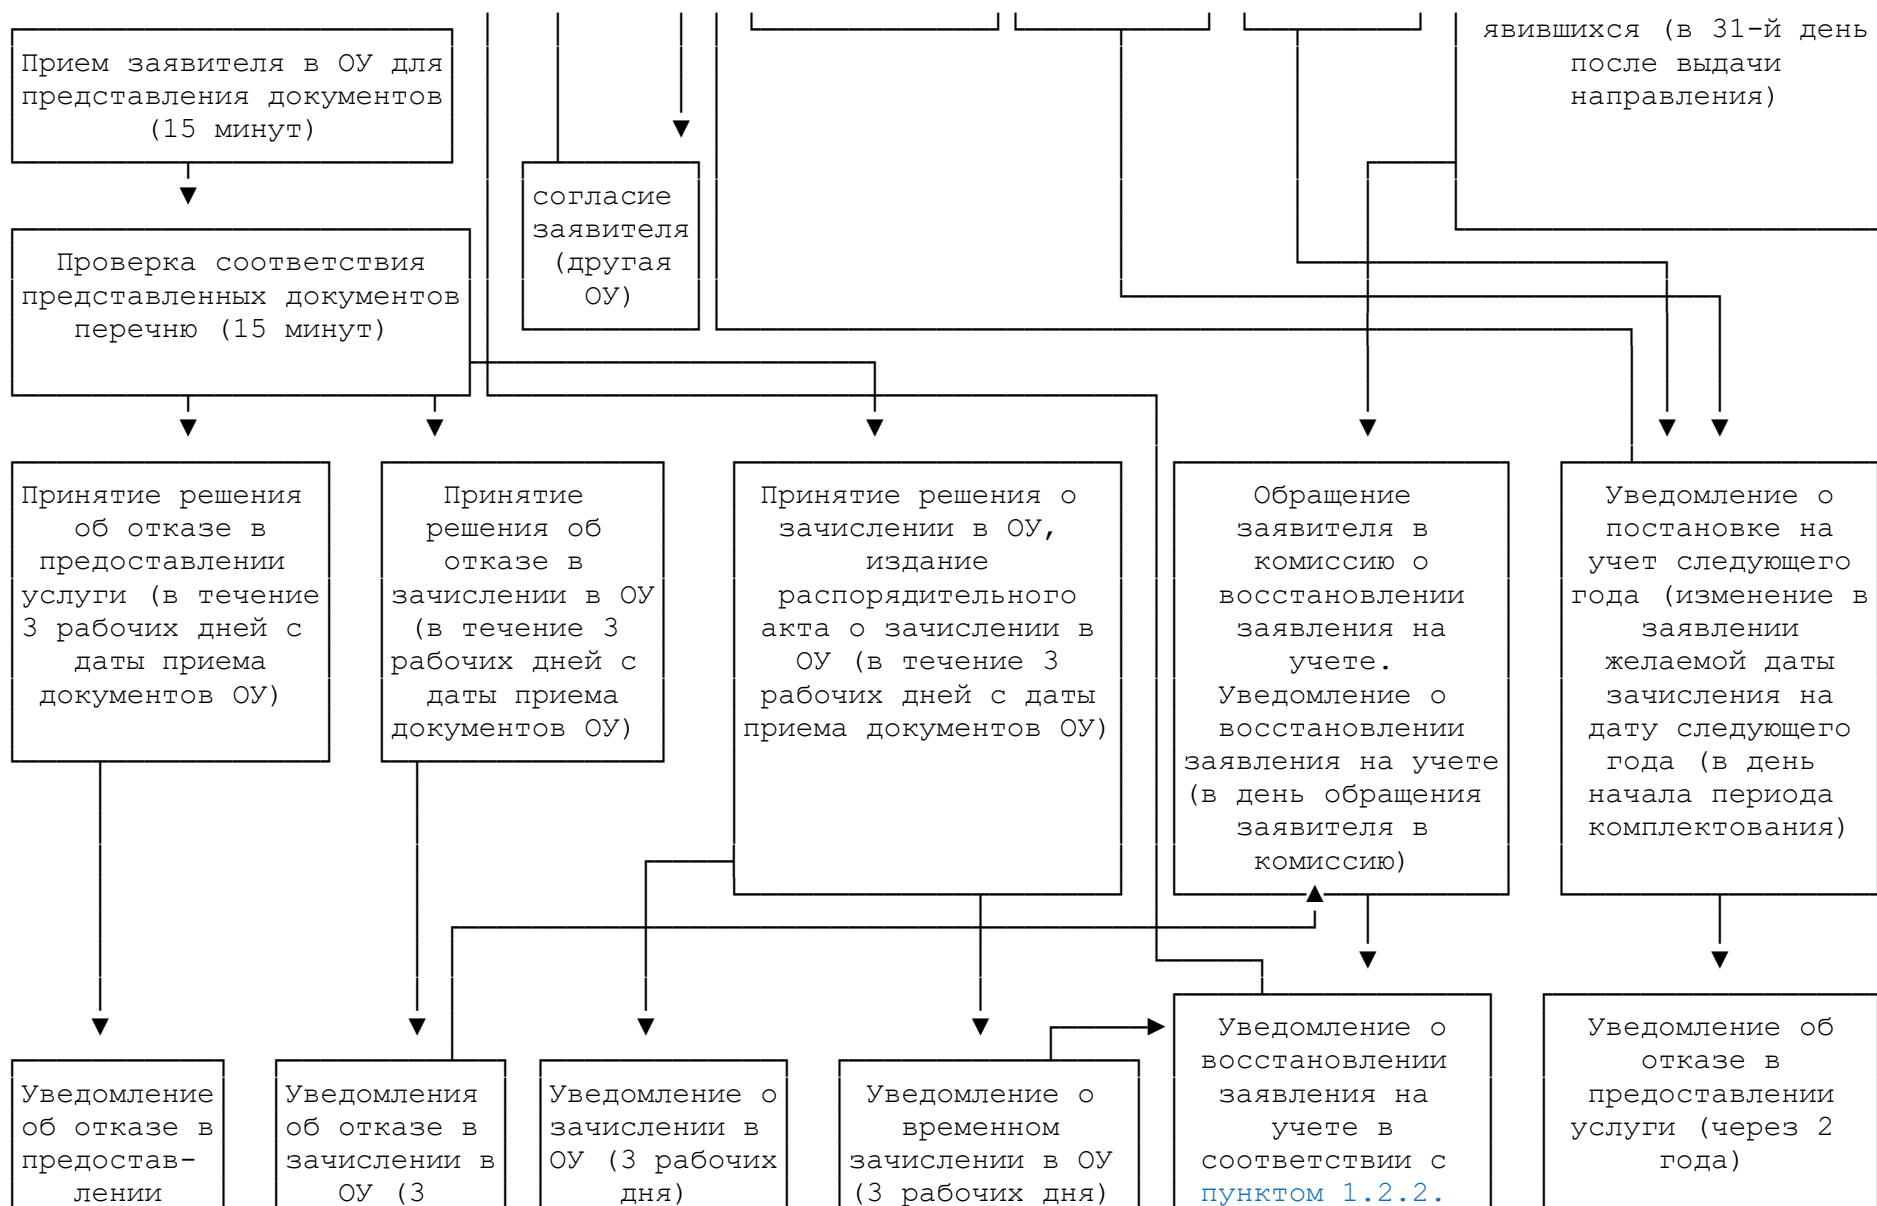 явившихся (в 31-й день
после выдачи
направления)
Прием заявителя в ОУ для
представления документов
(15 минут)
согласие
заявителя
(другая
ОУ)
Проверка соответствия
представленных документов
перечню (15 минут)
Принятие решения
об отказе в
предоставлении
услуги (в течение
3 рабочих дней с
даты приема
документов ОУ)
Принятие
решения об
отказе в
зачислении в ОУ
(в течение 3
рабочих дней с
даты приема
документов ОУ)
Принятие решения о
зачислении в ОУ,
издание
распорядительного
акта о зачислении в
ОУ (в течение 3
рабочих дней с даты
приема документов ОУ)
Обращение
заявителя в
комиссию о
восстановлении
заявления на
учете.
Уведомление о
восстановлении
заявления на учете
(в день обращения
заявителя в
комиссию)
Уведомление о
постановке на
учет следующего
года (изменение в
заявлении
желаемой даты
зачисления на
дату следующего
года (в день
начала периода
комплектования)
Уведомление
об отказе в
предостав-
лении
Уведомления
об отказе в
зачислении в
ОУ (3
Уведомление о
зачислении в
ОУ (3 рабочих
дня)
Уведомление о
временном
зачислении в ОУ
(3 рабочих дня)
Уведомление о
восстановлении
заявления на
учете в
соответствии с
пунктом 1.2.2.
Уведомление об
отказе в
предоставлении
услуги (через 2
года)